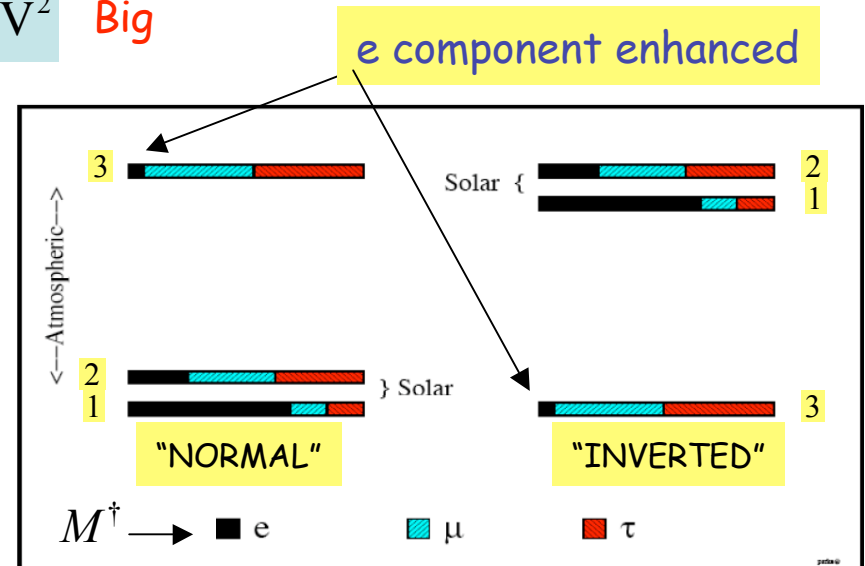 V² Big
e component enhanced
3
Solar {
2
1
<--Atmospheric-->
2
1
} Solar
3
“NORMAL”
“INVERTED”
M† e μ τ